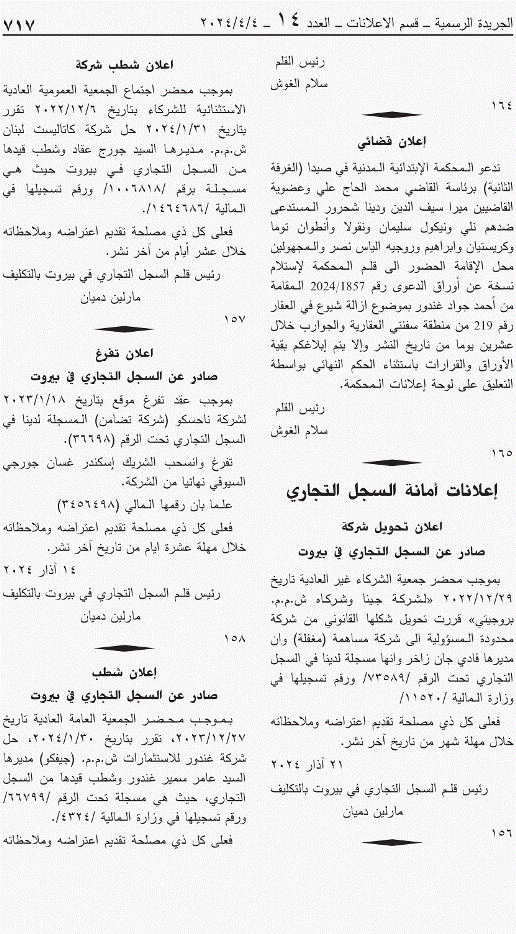 الجريدة الرسمية ــ قسم الاعلانات ــ العدد ١٤ ــ ٢٠٢٤/٤/٤
٧١٧
رئيس القلم
سلام الغوش
١٦٤
إعلان قضائي
تدعو المحكمة الإبتدائية المدنية في صيدا (الغرفة
الثانية) برئاسة القاضي محمد الحاج علي وعضوية
القاضيين ميرا سيف الدين ودينا شحرور المستدعى
ضدهم نلي ونيكول سليمان ونقولا وأنطوان توما
وكريستيان وابراهيم وروجيه الياس نصر والمجهولين
محل الإقامة الحضور الى قلم المحكمة لإستلام
نسخة عن أوراق الدعوى رقم 2024/1857 المقامة
من أحمد جواد غندور بموضوع ازالة شيوع في العقار
رقم 219 من منطقة سفنتي العقارية والجوارب خلال
عشرين يوما من تاريخ النشر وإلا يتم إبلاغكم بقية
الأوراق والقرارات باستثناء الحكم النهائي بواسطة
التعليق على لوحة إعلانات المحكمة.
رئيس القلم
سلام الغوش
١٦٥
إعلانات أمانة السجل التجاري
اعلان تحويل شركة
صادر عن السجل التجاري في بيروت
بموجب محضر جمعية الشركاء غير العادية تاريخ
٢٠٢٢/١٢/٢٩ «لشركة جينا وشركاه ش.م.م.
بروجيتي» قررت تحويل شكلها القانوني من شركة
محدودة المسؤولية الى شركة مساهمة (مغفلة) وان
مديرها فادي جان زاخر وانها مسجلة لدينا في السجل
التجاري تحت الرقم /٧٣٥٨٩/ ورقم تسجيلها في
وزارة المالية /١١٥٢٠/
فعلى كل ذي مصلحة تقديم اعتراضه وملاحظاته
خلال مهلة شهر من تاريخ آخر نشر.
٢١ آذار ٢٠٢٤
رئيس قلم السجل التجاري في بيروت بالتكليف
مارلين دميان
١٥٦
اعلان شطب شركة
بموجب محضر اجتماع الجمعية العمومية العادية
الاستثنائية للشركاء بتاريخ ٢٠٢٢/١٢/٦ تقرر
بتاريخ ٢٠٢٤/١/٣١ حل شركة كاتاليست لبنان
ش.م.م. مديرها السيد جورج عقاد وشطب قيدها
من السجل التجاري في بيروت حيث هي
مسجلة برقم /١٠٠٦٨١٨/ ورقم تسجيلها في
المالية /١٤٦٤٦٨٦/.
فعلى كل ذي مصلحة تقديم اعتراضه وملاحظاته
خلال عشر أيام من آخر نشر.
رئيس قلم السجل التجاري في بيروت بالتكليف
مارلين دميان
١٥٧
اعلان تفرغ
صادر عن السجل التجاري في بيروت
بموجب عقد تفرغ موقع بتاريخ ٢٠٢٣/١/١٨
لشركة ناحسكو (شركة تضامن) المسجلة لدينا في
السجل التجاري تحت الرقم (٣٦٦٩٨).
تفرغ وانسحب الشريك إسكندر غسان جورجي
السيوفي نهائيا من الشركة.
علما بان رقمها المالي (٣٤٥٦٤٩٨)
فعلى كل ذي مصلحة تقديم اعتراضه وملاحظاته
خلال مهلة عشرة ايام من تاريخ آخر نشر.
١٤ آذار ٢٠٢٤
رئيس قلم السجل التجاري في بيروت بالتكليف
مارلين دميان
١٥٨
إعلان شطب
صادر عن السجل التجاري في بيروت
بموجب محضر الجمعية العامة العادية تاريخ
٢٠٢٣/١٢/٢٧، تقرر بتاريخ ٢٠٢٤/١/٣٠، حل
شركة غندور للاستثمارات ش.م.م. (جيفكو) مديرها
السيد عامر سمير غندور وشطب قيدها من السجل
التجاري، حيث هي مسجلة تحت الرقم /٦٦٧٩٩/
ورقم تسجيلها في وزارة المالية /٤٣٢٤/.
فعلى كل ذي مصلحة تقديم اعتراضه وملاحظاته